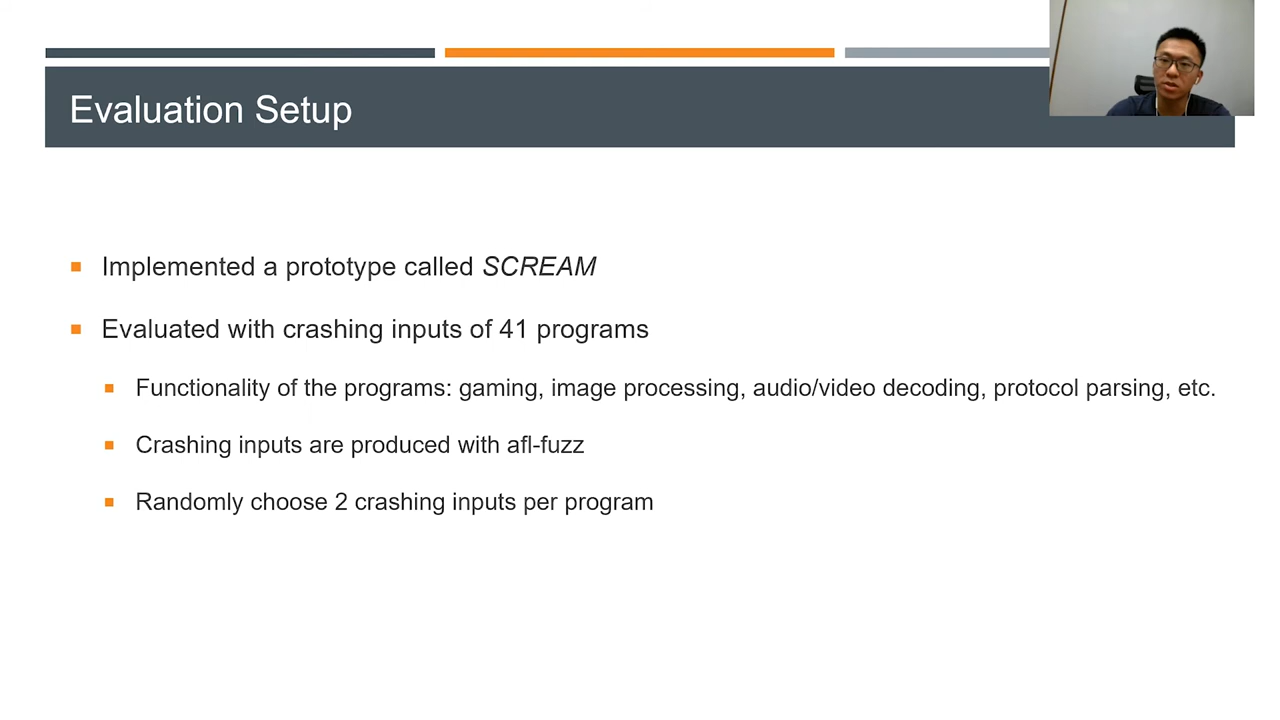 Evaluation Setup
Implemented a prototype called SCREAM
Evaluated with crashing inputs of 41 programs
Functionality of the programs: gaming, image processing, audio/video decoding, protocol parsing, etc.
Crashing inputs are produced with afl-fuzz
Randomly choose 2 crashing inputs per program